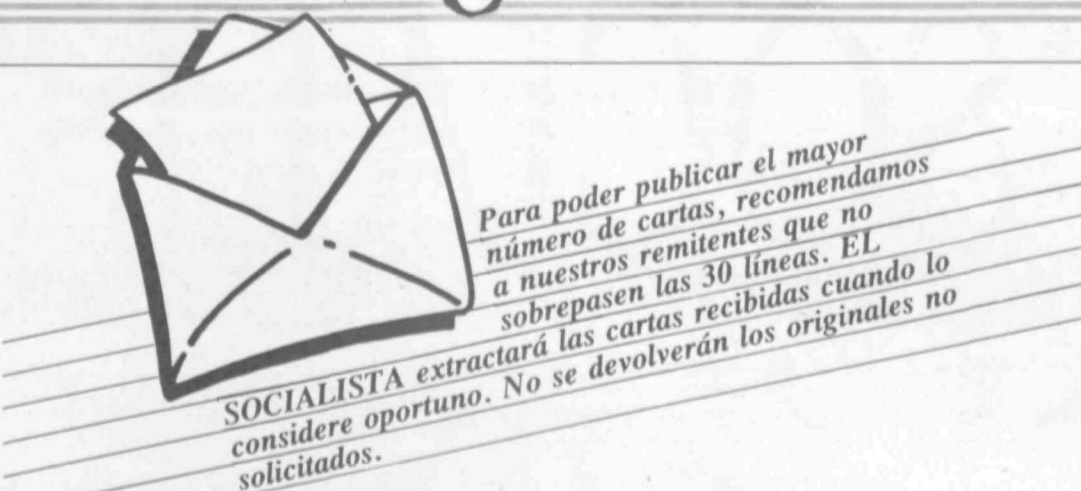 Para poder publicar el mayor
número de cartas, recomendamos
a nuestros remitentes que no
sobrepasen las 30 líneas. EL
SOCIALISTA extractará las cartas recibidas cuando lo
considere oportuno. No se devolverán los originales no
solicitados.